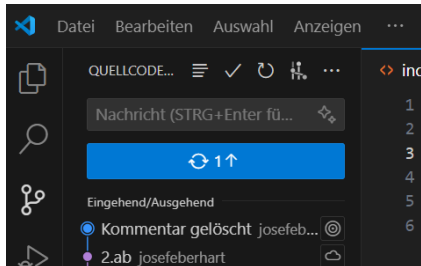 Datei Bearbeiten Auswahl Anzeigen ...
QUELLCODE... ...
inc
Nachricht (STRG+Enter fü...
1↑
Eingehend/Ausgehend
Kommentar gelöscht josefeb...
2.ab josefeberhart
1
2
3
4
5
6